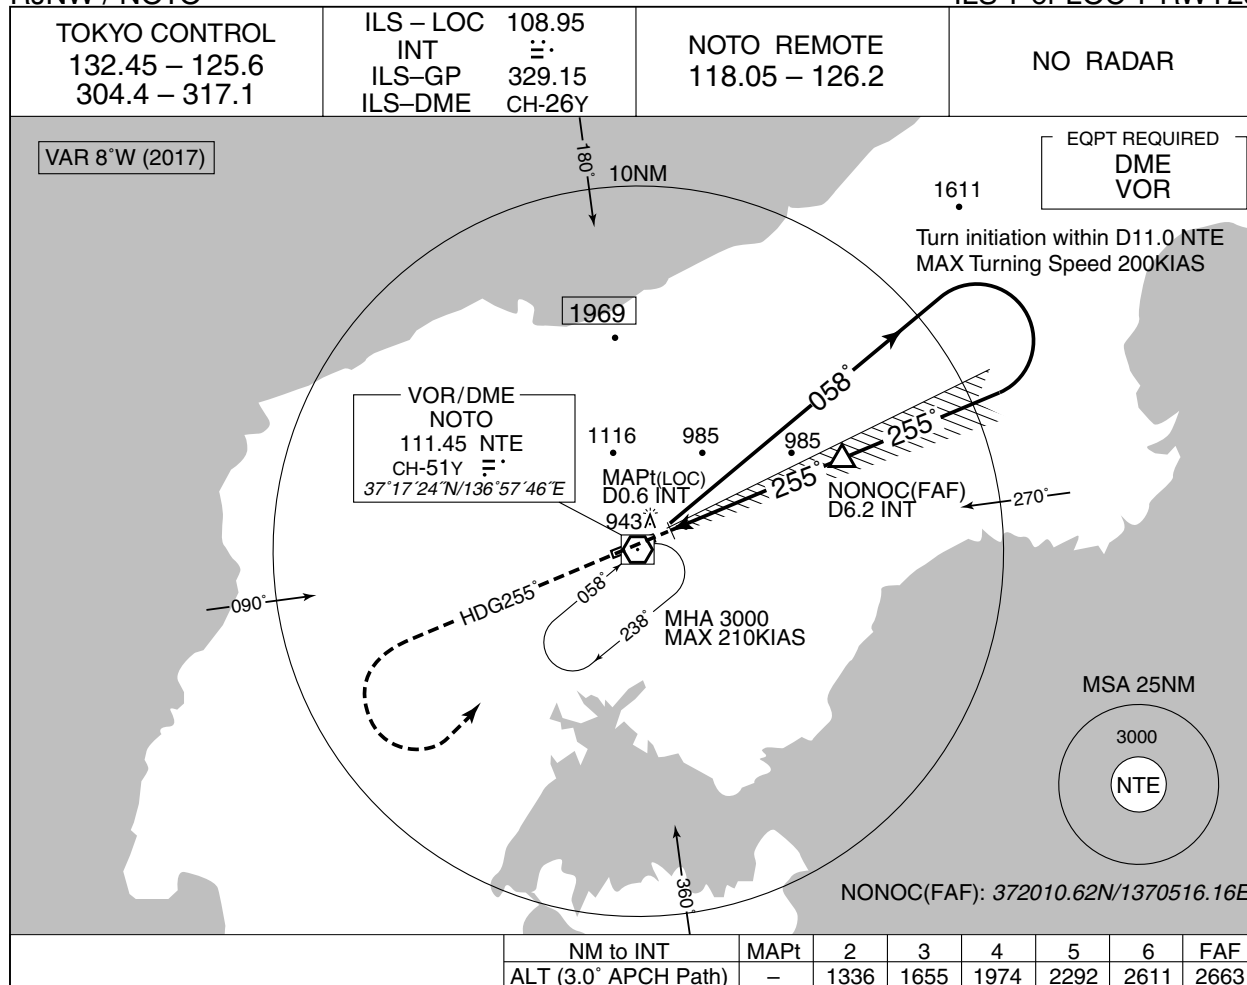 TOKYO CONTROL
132.45 – 125.6
304.4 – 317.1
ILS – LOC 108.95
INT
ILS–GP 329.15
ILS–DME CH-26Y
NOTO REMOTE
118.05 – 126.2
NO RADAR
VAR 8°W (2017)
180°
10NM
EQPT REQUIRED
DME
VOR
1611
Turn initiation within D11.0 NTE
MAX Turning Speed 200KIAS
1969
058°
VOR/DME
NOTO
111.45 NTE
CH-51Y
37°17´24˝N/136°57´46˝E
1116
985
985
255°
255°
MAPt(LOC)
D0.6 INT
943
NONOC(FAF)
D6.2 INT
270°
090°
HDG255°
058°
238°
MHA 3000
MAX 210KIAS
MSA 25NM
3000
NTE
360°
NONOC(FAF): 372010.62N/1370516.16E
NM to INT MAPt 2 3 4 5 6 FAF
ALT (3.0° APCH Path) – 1336 1655 1974 2292 2611 2663